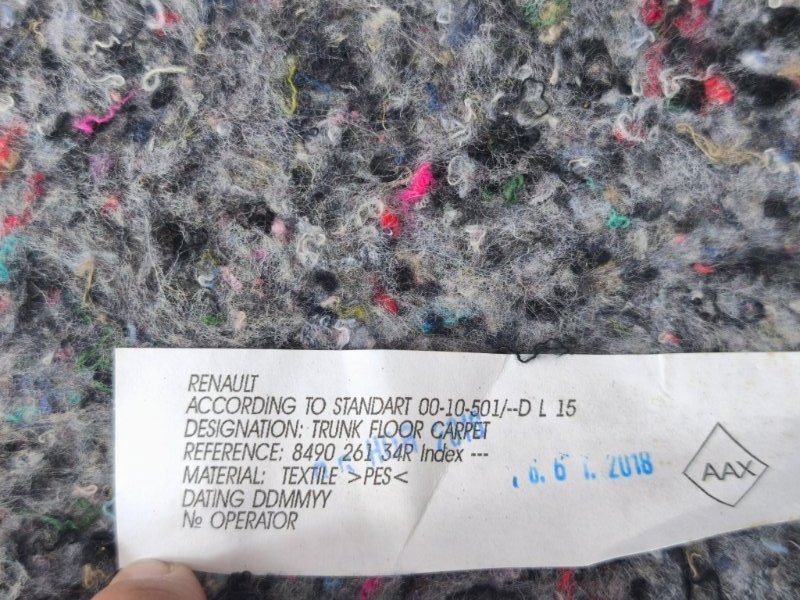 RENAULT
ACCORDING TO STANDART 00-10-501/--D L 15
DESIGNATION: TRUNK FLOOR CARPET
REFERENCE: 8490 261 34R Index ---
MATERIAL: TEXTILE >PES<
DATING DDMMYY
№ OPERATOR
2018
AAX